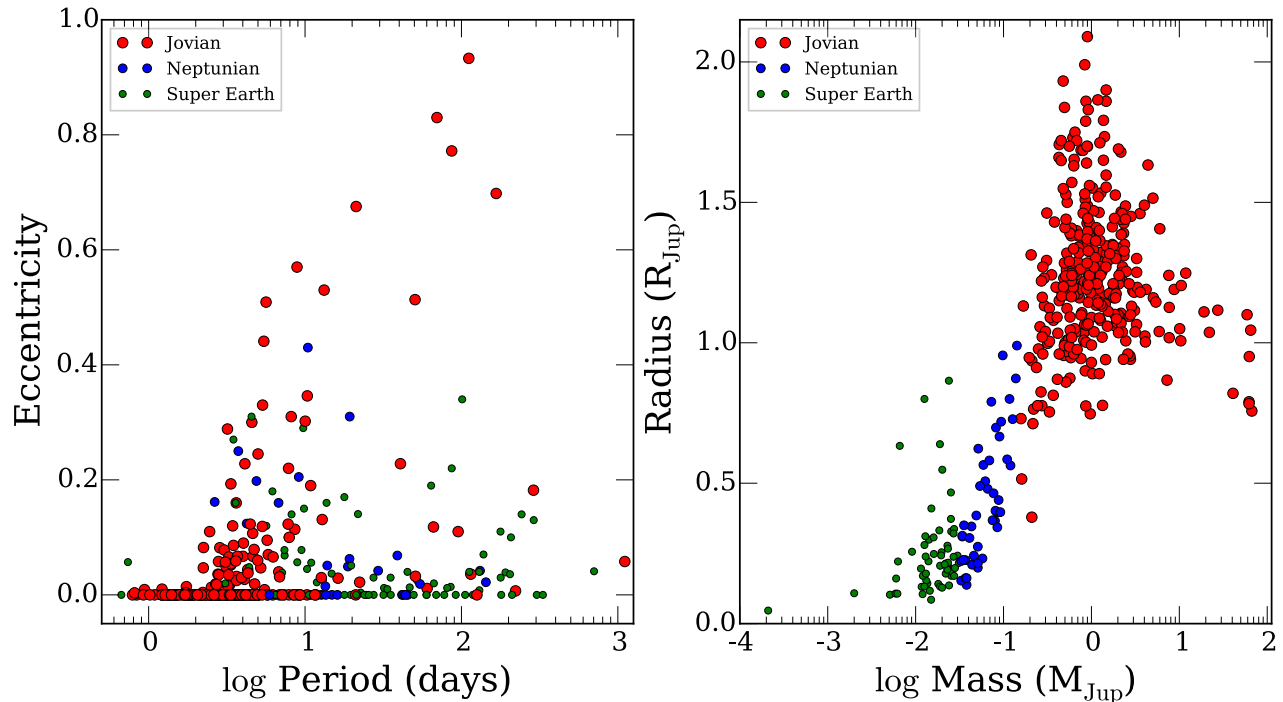 Jovian
Neptunian
Super Earth
1.0
0.8
0.6
0.4
0.2
0.0
Eccentricity
0
1
2
3
log Period (days)
Jovian
Neptunian
Super Earth
2.0
1.5
1.0
0.5
0.0
Radius (R_Jup)
-4
-3
-2
-1
0
1
2
log Mass (M_Jup)